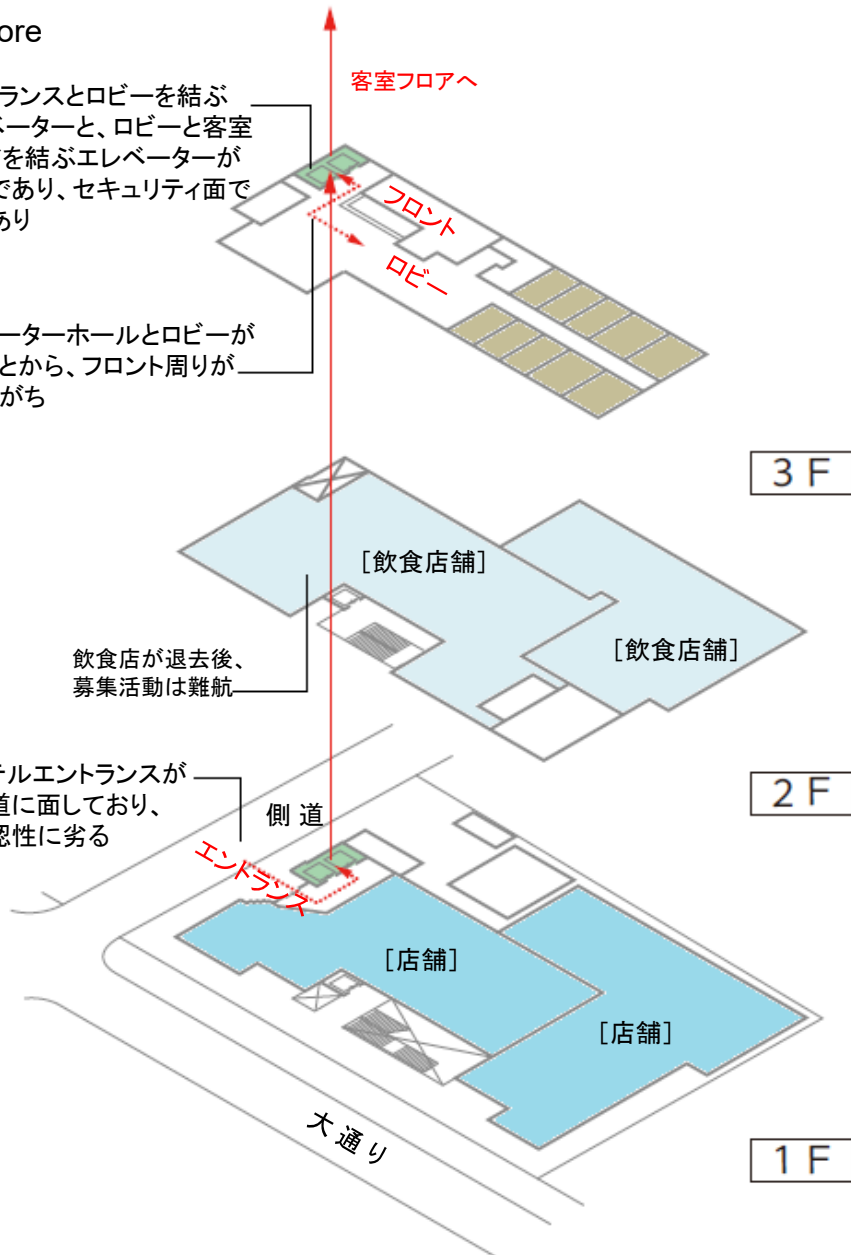 ore
客室フロアへ
ランスとロビーを結ぶ
ベーターと、ロビーと客室
を結ぶエレベーターが
であり、セキュリティ面で
あり
フロント
ロビー
ーターホールとロビーが
とから、フロント周りが
がち
3 F
[飲食店舗]
[飲食店舗]
飲食店が退去後、
募集活動は難航
2 F
テルエントランスが
道に面しており、
認性に劣る
側 道
エントランス
[店舗]
[店舗]
大 通 り
1 F